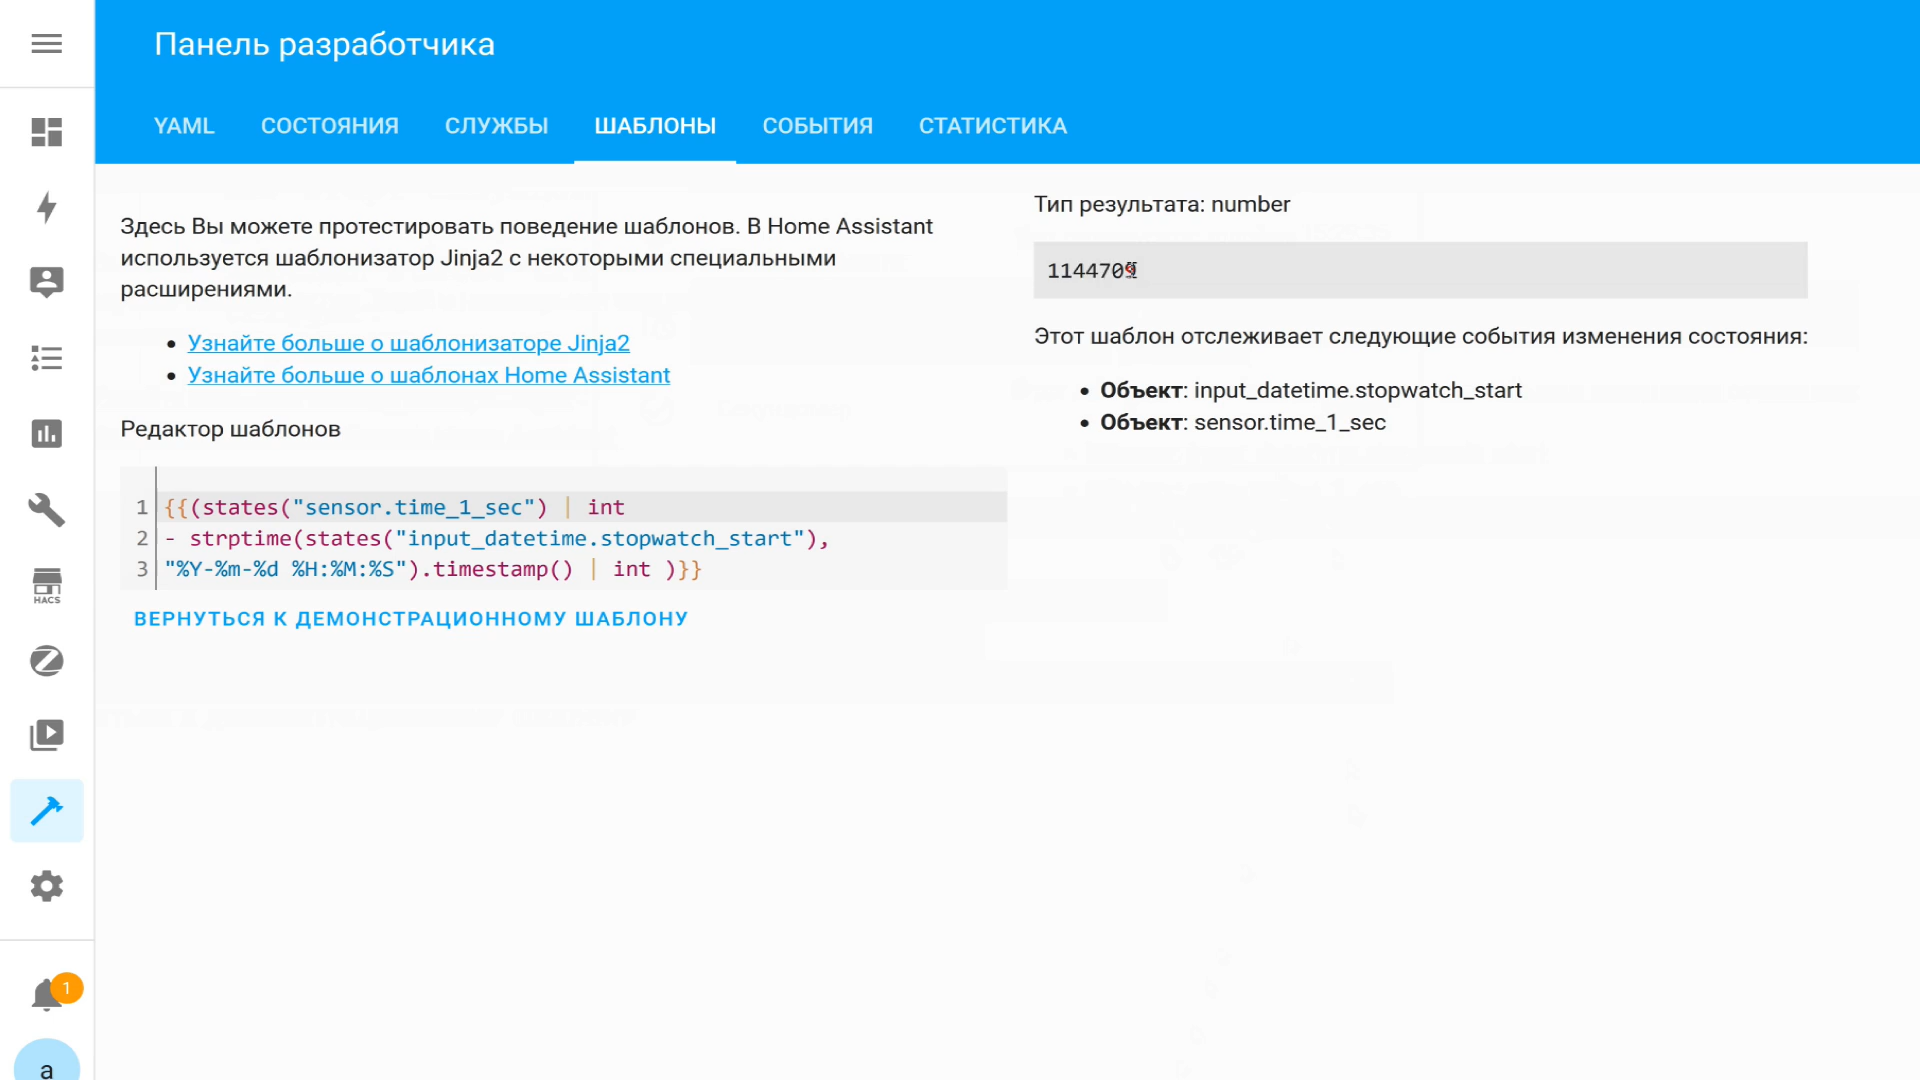 Панель разработчика
YAML СОСТОЯНИЯ СЛУЖБЫ ШАБЛОНЫ СОБЫТИЯ СТАТИСТИКА
Здесь Вы можете протестировать поведение шаблонов. В Home Assistant
используется шаблонизатор Jinja2 с некоторыми специальными
расширениями.
Узнайте больше о шаблонизаторе Jinja2
Узнайте больше о шаблонах Home Assistant
Редактор шаблонов
1 {{(states("sensor.time_1_sec") | int
2 - strptime(states("input_datetime.stopwatch_start"),
3 "%Y-%m-%d %H:%M:%S").timestamp() | int )}}
ВЕРНУТЬСЯ К ДЕМОНСТРАЦИОННОМУ ШАБЛОНУ
Тип результата: number
Этот шаблон отслеживает следующие события изменения состояния:
Объект: input_datetime.stopwatch_start
Объект: sensor.time_1_sec
HACS
1
a